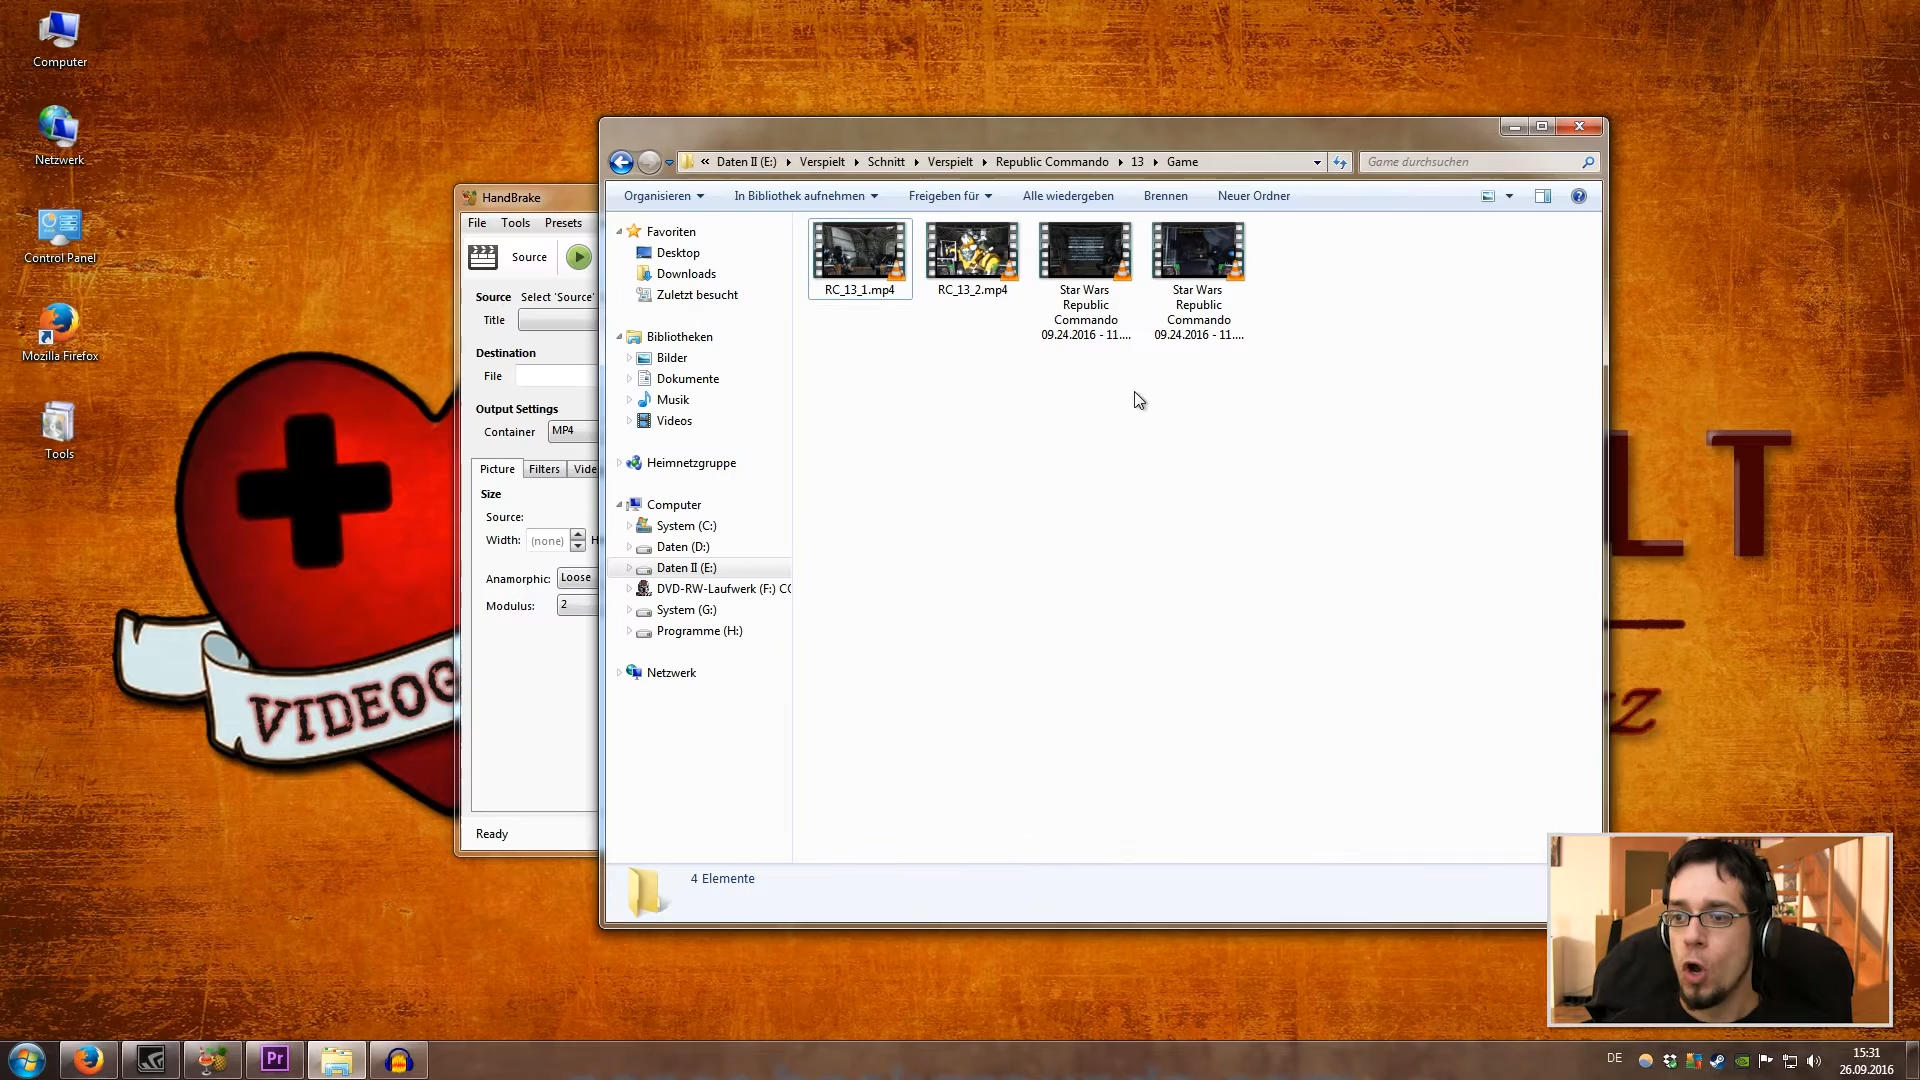 Computer
Netzwerk
Control Panel
Mozilla Firefox
Tools
HandBrake
File Tools Presets
Source
Source Select 'Source'
Title
Destination
File
Output Settings
Container MP4
Picture Filters Vide
Size
Source:
Width: (none) H
Anamorphic: Loose
Modulus: 2
Ready
« Daten II (E:) Verspielt Schnitt Verspielt Republic Commando 13 Game
Game durchsuchen
Organisieren In Bibliothek aufnehmen Freigeben für Alle wiedergeben Brennen Neuer Ordner
Favoriten
Desktop
Downloads
Zuletzt besucht
Bibliotheken
Bilder
Dokumente
Musik
Videos
Heimnetzgruppe
Computer
System (C:)
Daten (D:)
Daten II (E:)
DVD-RW-Laufwerk (F:) CO
System (G:)
Programme (H:)
Netzwerk
RC_13_1.mp4
RC_13_2.mp4
Star Wars
Republic
Commando
09.24.2016 - 11....
Star Wars
Republic
Commando
09.24.2016 - 11....
4 Elemente
VIDEOG
LT
Pr
DE
15:31
26.09.2016